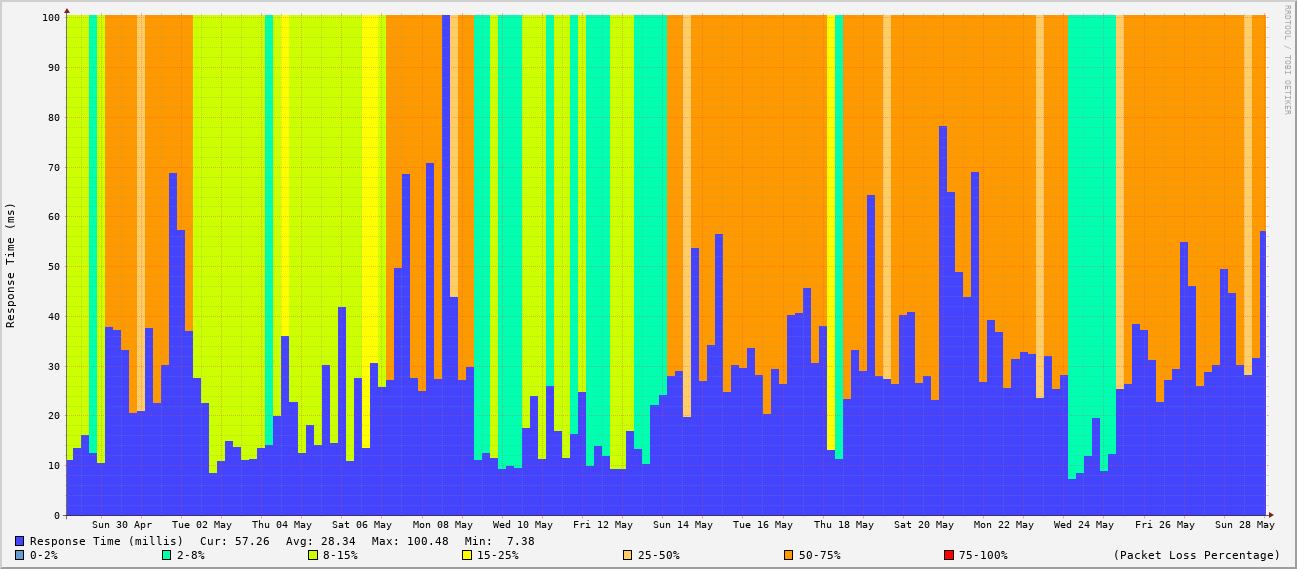 RRDTOOL / TOBI OETIKER
Response Time (ms)
100
90
80
70
60
50
40
30
20
10
0
Sun 30 Apr Tue 02 May Thu 04 May Sat 06 May Mon 08 May Wed 10 May Fri 12 May Sun 14 May Tue 16 May Thu 18 May Sat 20 May Mon 22 May Wed 24 May Fri 26 May Sun 28 May
Response Time (millis) Cur: 57.26 Avg: 28.34 Max: 100.48 Min: 7.38
0-2% 2-8% 8-15% 15-25% 25-50% 50-75% 75-100% (Packet Loss Percentage)